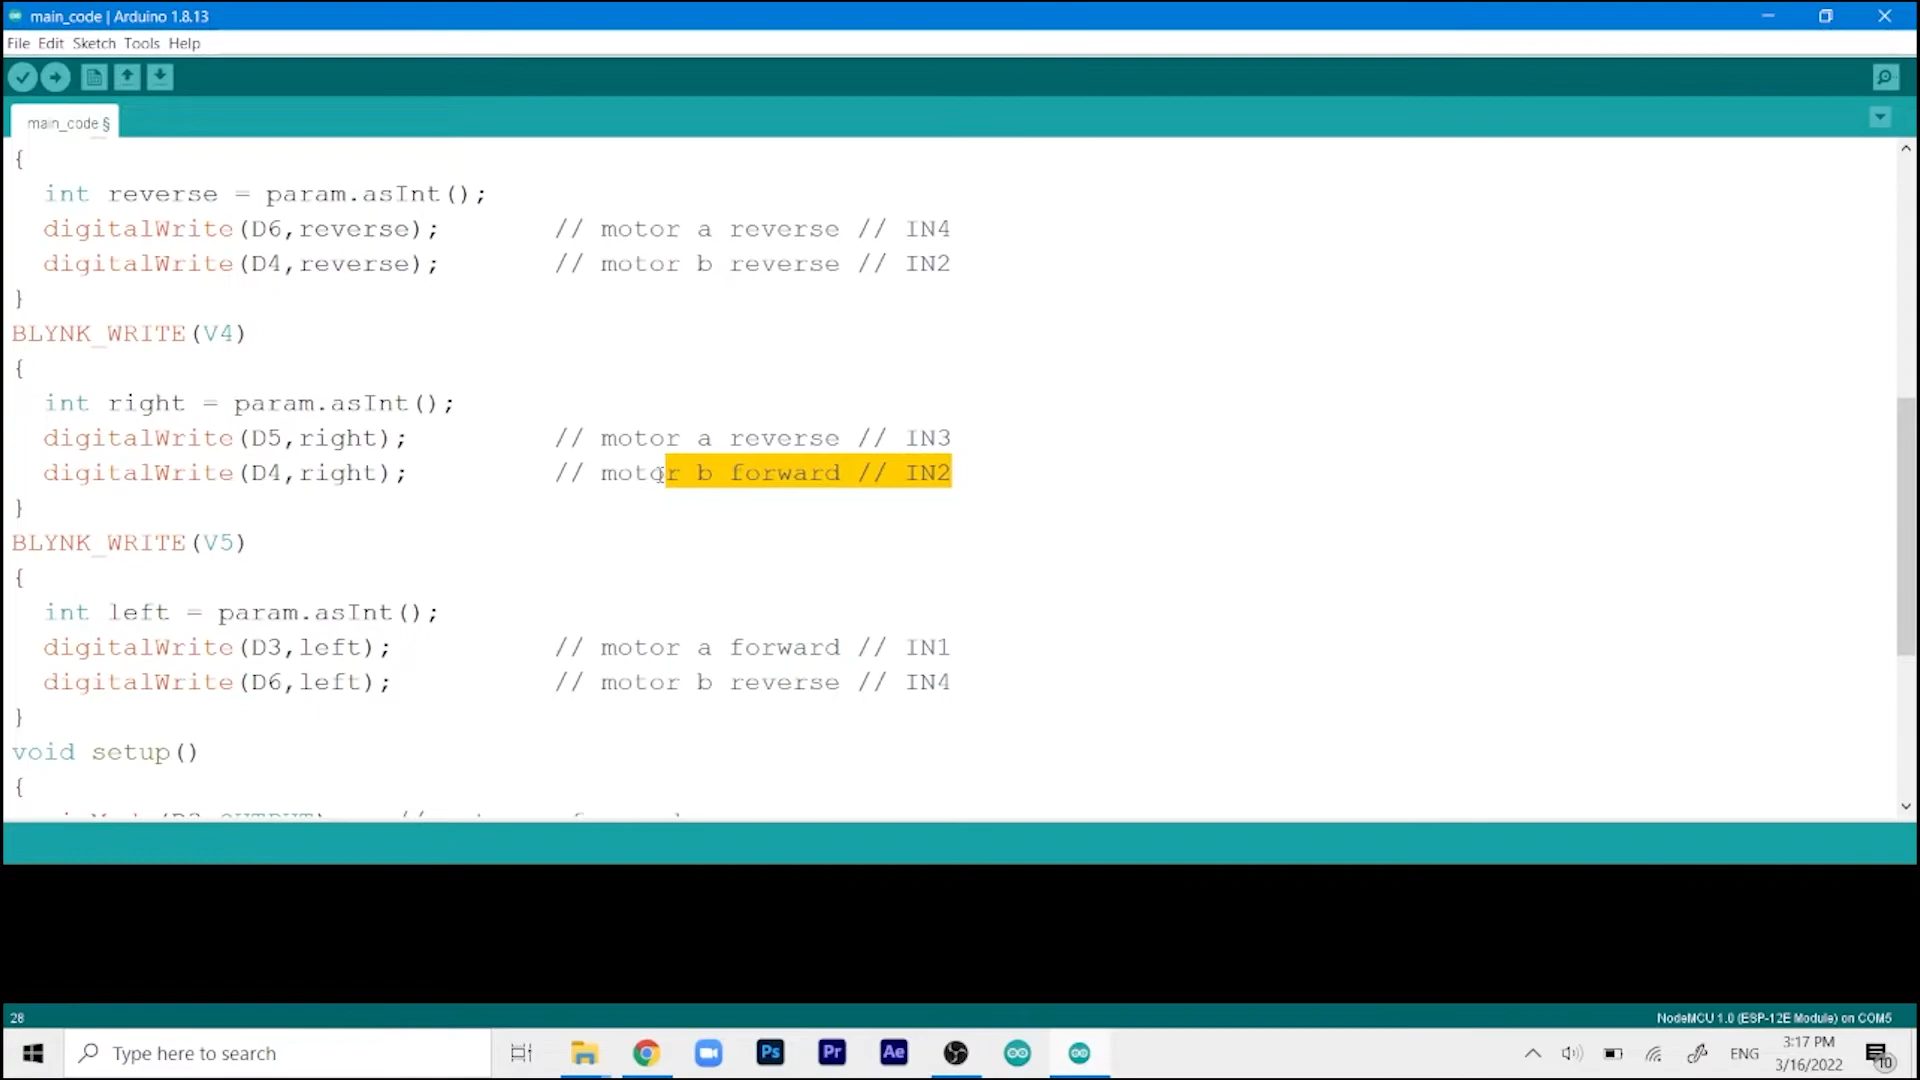 main_code | Arduino 1.8.13
File Edit Sketch Tools Help
main_code §
{
int reverse = param.asInt();
digitalWrite(D6,reverse); // motor a reverse // IN4
digitalWrite(D4,reverse); // motor b reverse // IN2
}
BLYNK_WRITE(V4)
{
int right = param.asInt();
digitalWrite(D5,right); // motor a reverse // IN3
digitalWrite(D4,right); // motor b forward // IN2
}
BLYNK_WRITE(V5)
{
int left = param.asInt();
digitalWrite(D3,left); // motor a forward // IN1
digitalWrite(D6,left); // motor b reverse // IN4
}
void setup()
{
28
NodeMCU 1.0 (ESP-12E Module) on COM5
Type here to search
Ps
Pr
Ae
ENG
3:17 PM
3/16/2022
10